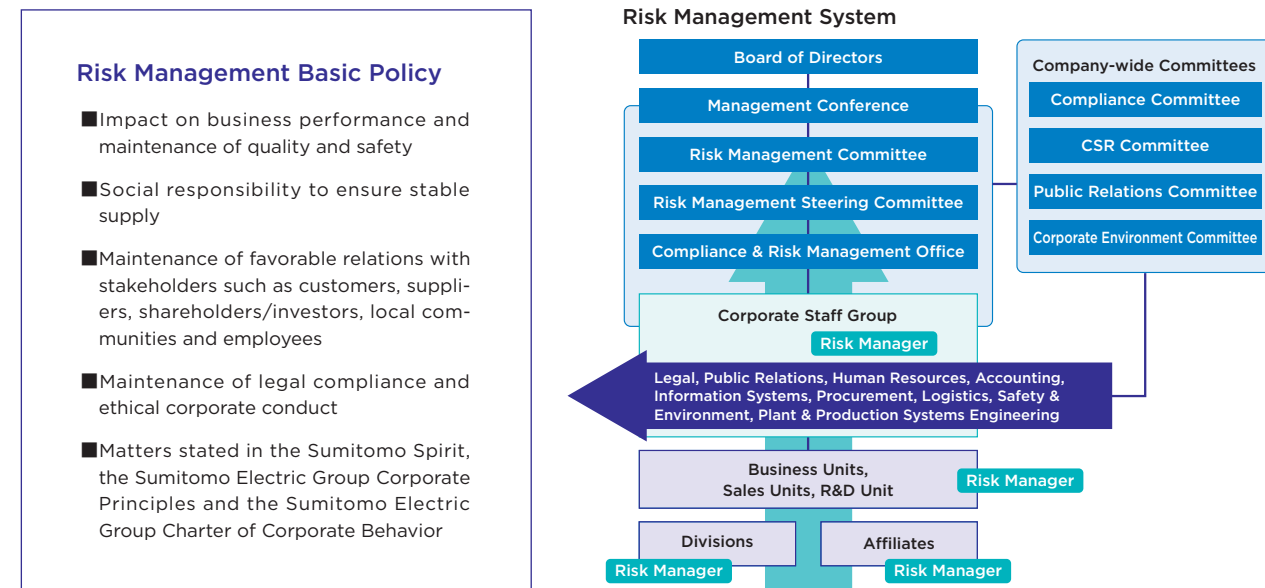 Risk Management Basic Policy
■Impact on business performance and
maintenance of quality and safety
■Social responsibility to ensure stable
supply
■Maintenance of favorable relations with
stakeholders such as customers, suppli-
ers, shareholders/investors, local com-
munities and employees
■Maintenance of legal compliance and
ethical corporate conduct
■Matters stated in the Sumitomo Spirit,
the Sumitomo Electric Group Corporate
Principles and the Sumitomo Electric
Group Charter of Corporate Behavior
Risk Management System
Board of Directors
Management Conference
Risk Management Committee
Risk Management Steering Committee
Compliance & Risk Management Office
Company-wide Committees
Compliance Committee
CSR Committee
Public Relations Committee
Corporate Environment Committee
Corporate Staff Group
Risk Manager
Legal, Public Relations, Human Resources, Accounting,
Information Systems, Procurement, Logistics, Safety &
Environment, Plant & Production Systems Engineering
Business Units,
Sales Units, R&D Unit
Risk Manager
Divisions
Risk Manager
Affiliates
Risk Manager